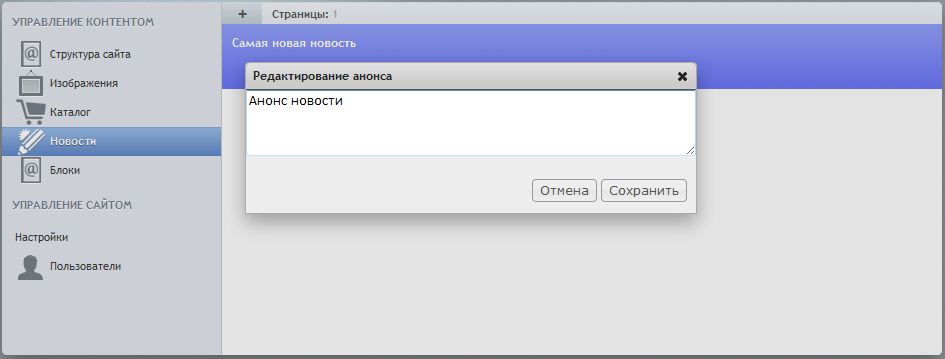 УПРАВЛЕНИЕ КОНТЕНТОМ
Структура сайта
Изображения
Каталог
Новости
Блоки
УПРАВЛЕНИЕ САЙТОМ
Настройки
Пользователи
+ Страницы: 1
Самая новая новость
Редактирование анонса
Анонс новости
Отмена Сохранить